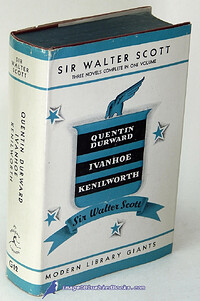 SIR WALTER SCOTT
THREE NOVELS COMPLETE IN ONE VOLUME
QUENTIN
DURWARD
IVANHOE
KENILWORTH
Sir Walter Scott
MODERN LIBRARY GIANTS
SIR
WALTER
SCOTT
QUENTIN DURWARD
IVANHOE
KENILWORTH
G12